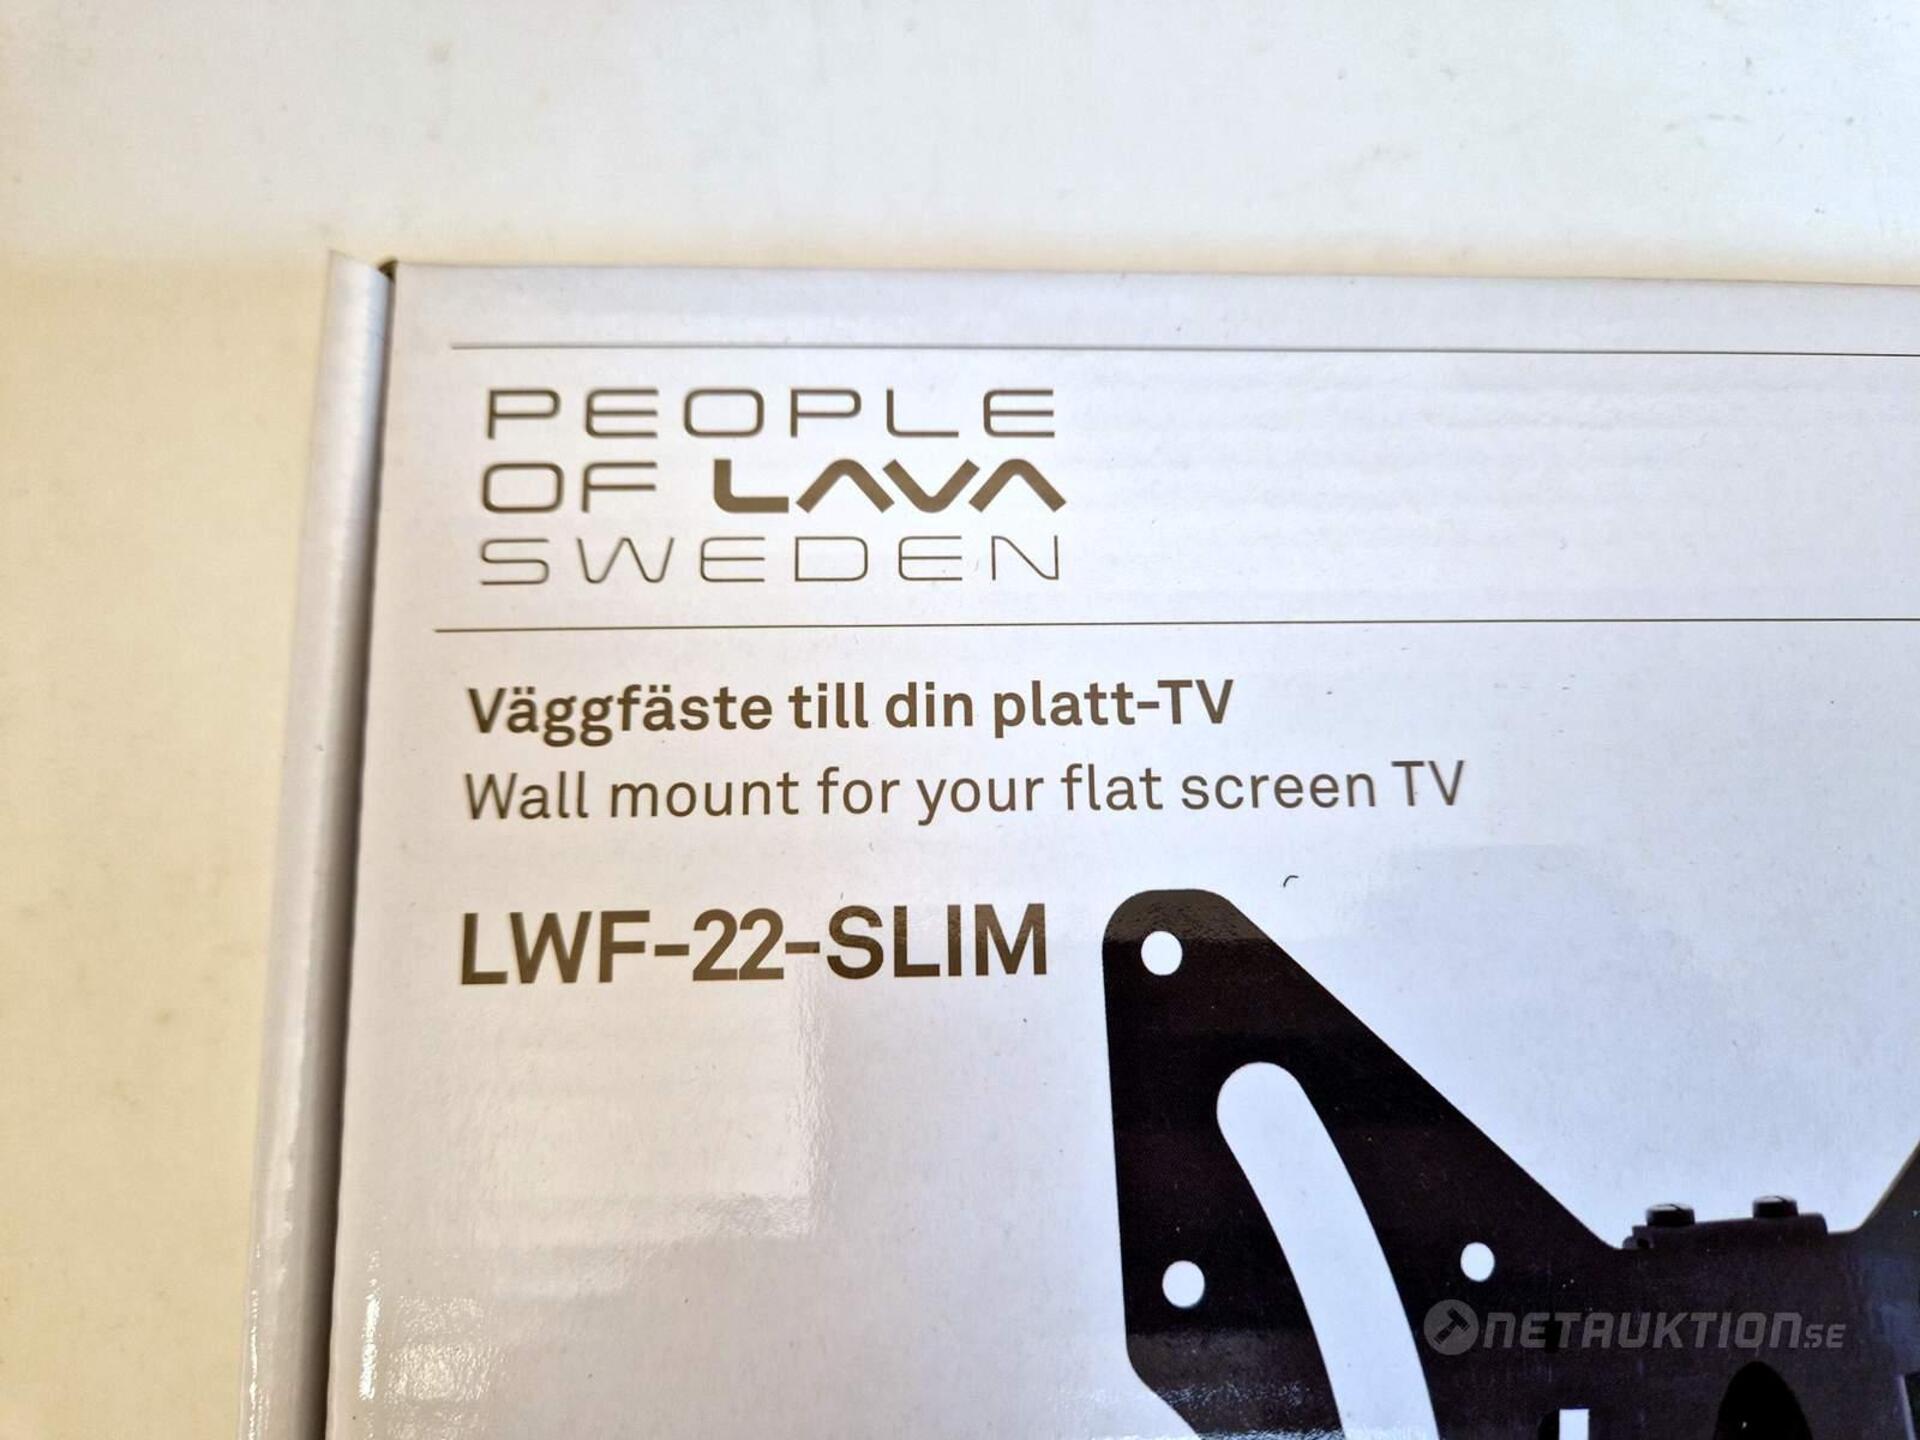 PEOPLE
OF LAVA
SWEDEN
Väggfäste till din platt-TV
Wall mount for your flat screen TV
LWF-22-SLIM
NETAUKTION.SE